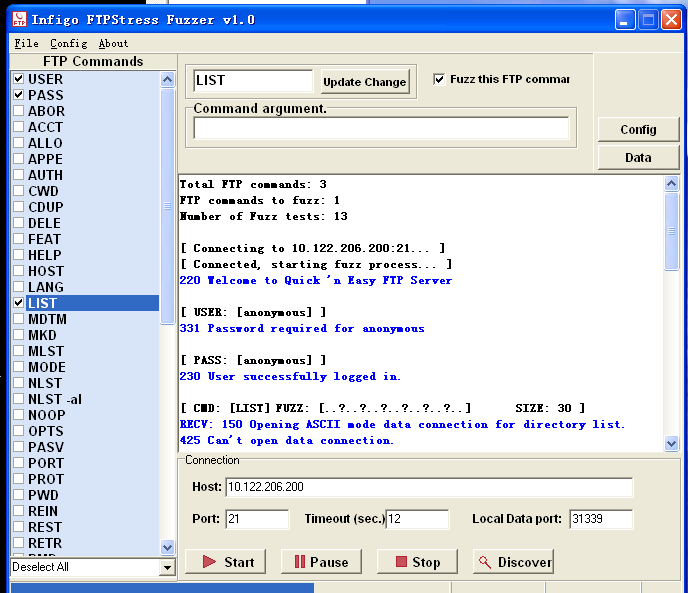 Infigo FTPStress Fuzzer v1.0
File Config About
FTP Commands
USER
PASS
ABOR
ACCT
ALLO
APPE
AUTH
CWD
CDUP
DELE
FEAT
HELP
HOST
LANG
LIST
MDTM
MKD
MLST
MODE
NLST
NLST -al
NOOP
OPTS
PASV
PORT
PROT
PWD
REIN
REST
RETR
Deselect All
LIST
Update Change
Fuzz this FTP commar
Command argument.
Config
Data
Total FTP commands: 3
FTP commands to fuzz: 1
Number of Fuzz tests: 13
[ Connecting to 10.122.206.200:21... ]
[ Connected, starting fuzz process... ]
220 Welcome to Quick 'n Easy FTP Server
[ USER: [anonymous] ]
331 Password required for anonymous
[ PASS: [anonymous] ]
230 User successfully logged in.
[ CMD: [LIST] FUZZ: [..?..?..?..?..?..?..] SIZE: 30 ]
RECV: 150 Opening ASCII mode data connection for directory list.
425 Can't open data connection.
Connection
Host: 10.122.206.200
Port: 21 Timeout (sec.) 12 Local Data port: 31339
Start Pause Stop Discover